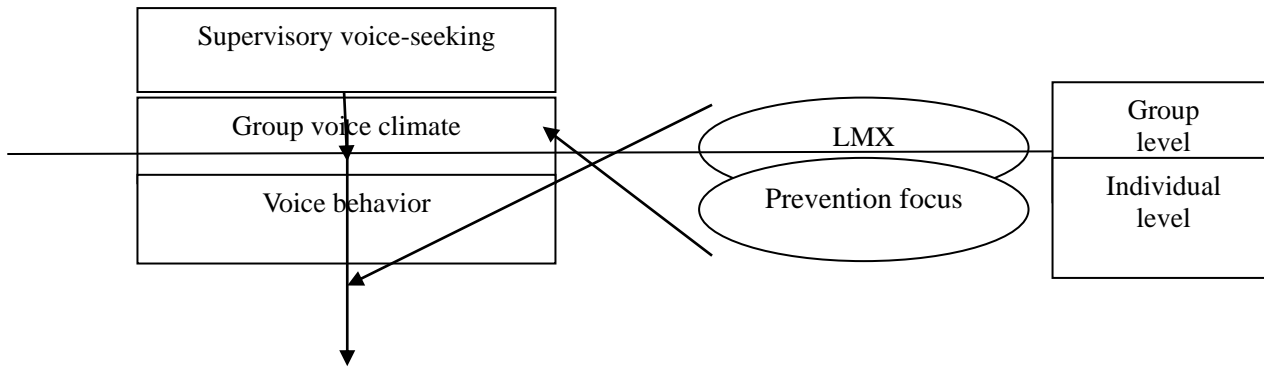 Supervisory voice-seeking
Group voice climate
Voice behavior
LMX
Prevention focus
Group
level
Individual
level